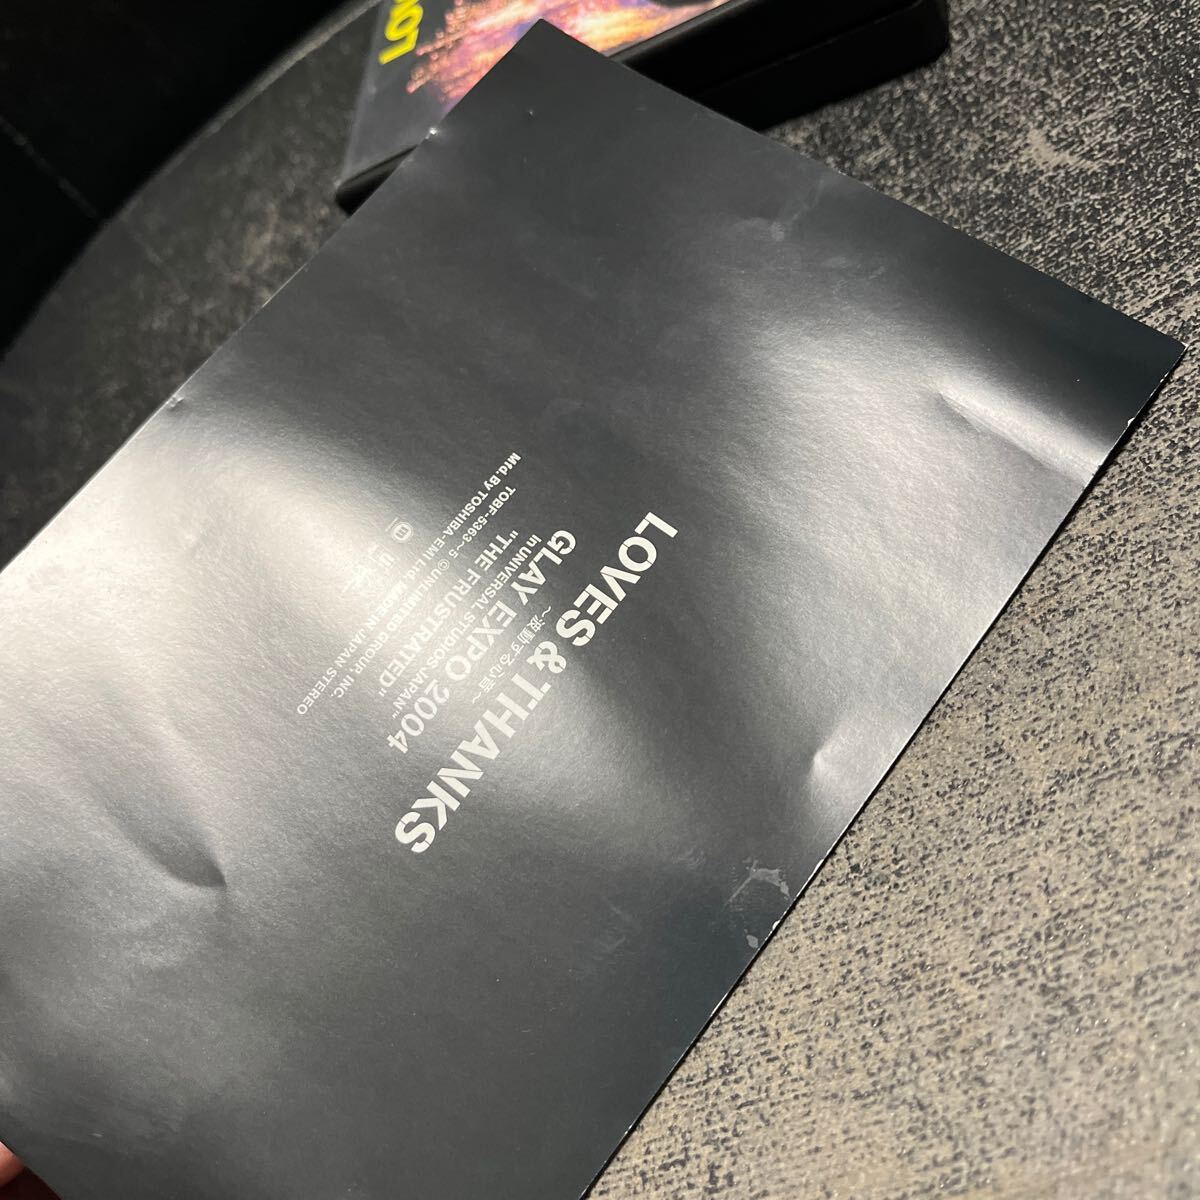 LOVES & THANKS
~波動する心音~
GLAY EXPO 2004
in UNIVERSAL STUDIOS JAPAN™
"THE FRUSTRATED"
TOBF-5363~5 ©UNLIMITED GROUP, INC.
Mfd. By TOSHIBA-EMI Ltd. MADE IN JAPAN STEREO